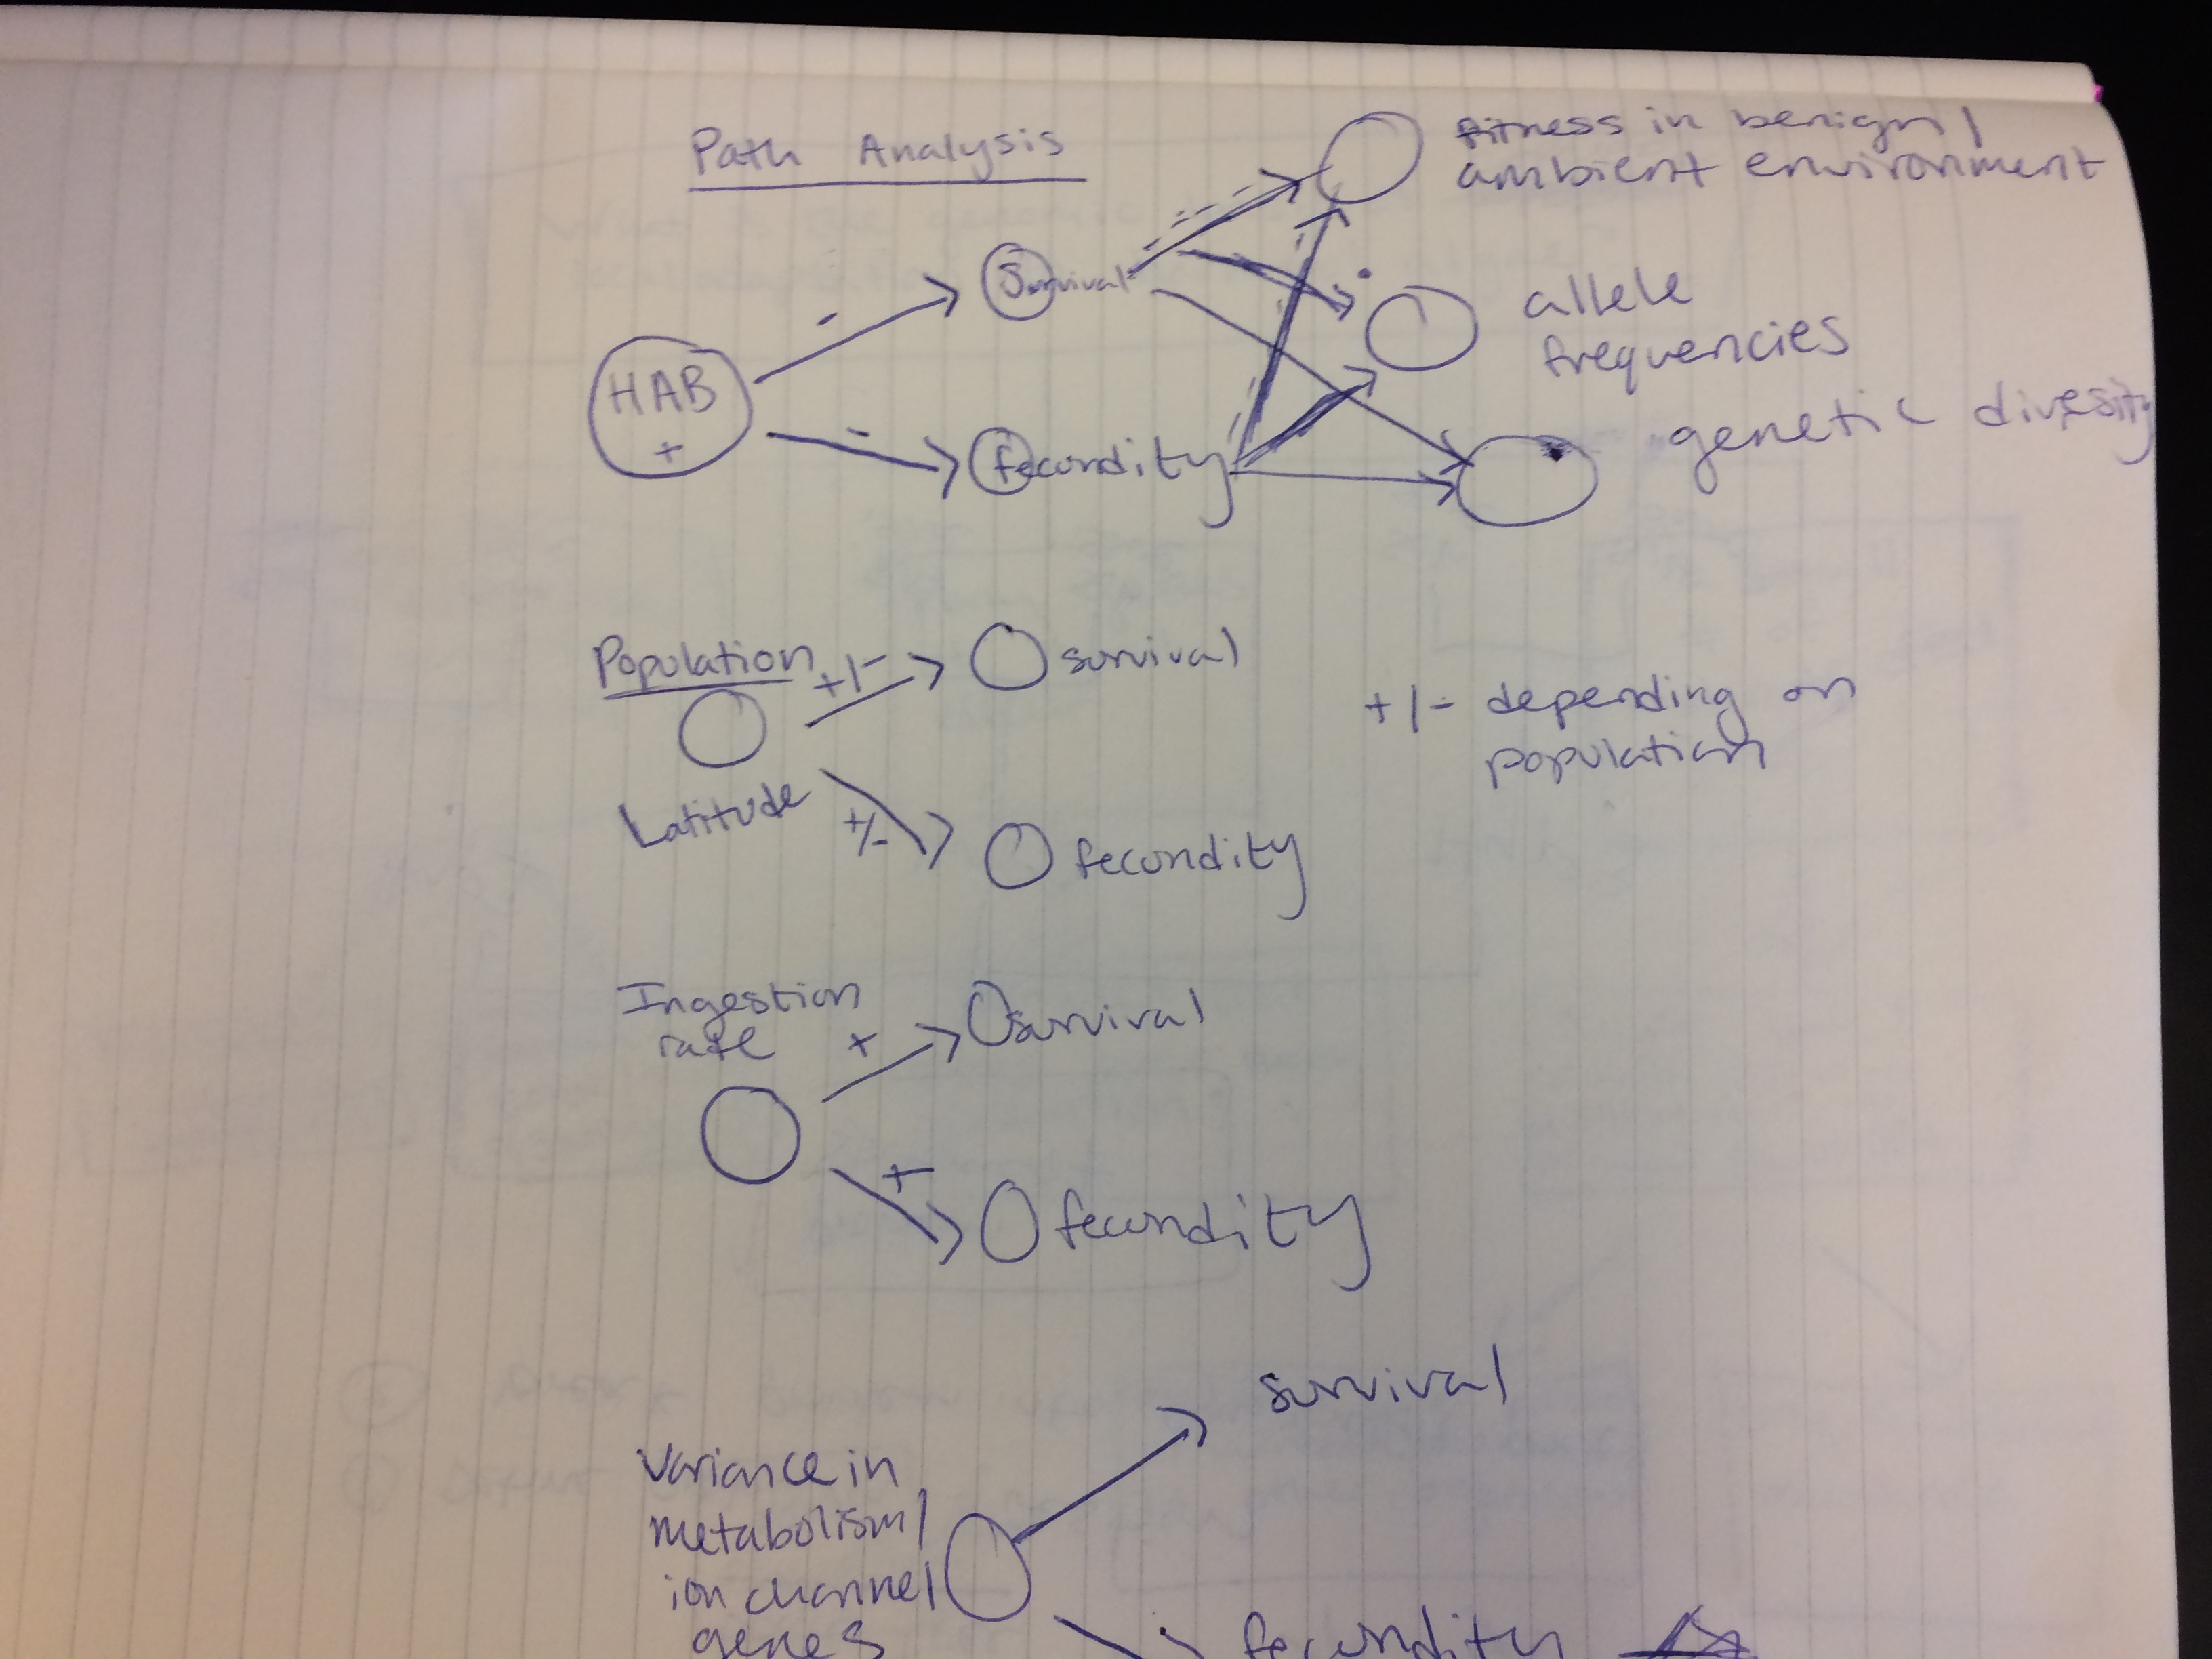 Path Analysis
fitness in benign/
ambient environment
-
Survival
allele
frequencies
HAB
+
-
fecundity
genetic diversity
Population
+/-
survival
+/- depending on
population
Latitude
+/-
fecundity
Ingestion
rate
+
survival
+
fecundity
survival
Variance in
metabolism/
ion channel
genes
fecundity